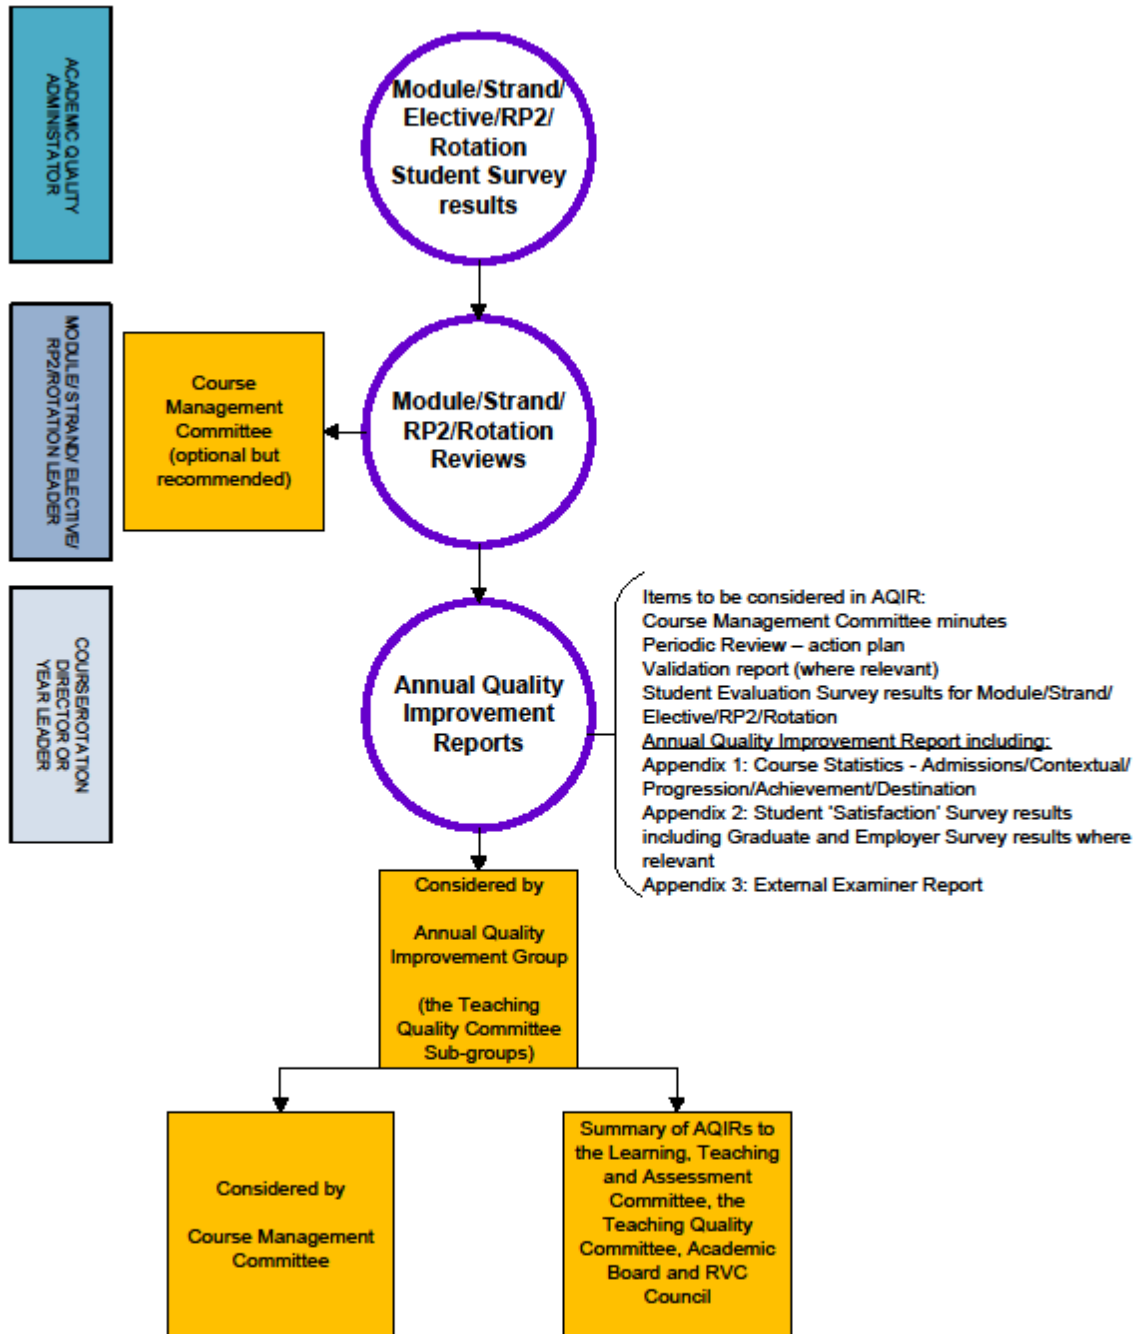 ACADEMIC QUALITY
ADMINISTATOR
Module/Strand/
Elective/RP2/
Rotation
Student Survey
results
MODULE/ STRAND/ ELECTIVE/
RP2/ROTATION LEADER
Course
Management
Committee
(optional but
recommended)
Module/Strand/
RP2/Rotation
Reviews
COURSE/ROTATION
DIRECTOR OR
YEAR LEADER
Annual Quality
Improvement
Reports
Items to be considered in AQIR:
Course Management Committee minutes
Periodic Review – action plan
Validation report (where relevant)
Student Evaluation Survey results for Module/Strand/
Elective/RP2/Rotation
Annual Quality Improvement Report including:
Appendix 1: Course Statistics - Admissions/Contextual/
Progression/Achievement/Destination
Appendix 2: Student 'Satisfaction' Survey results
including Graduate and Employer Survey results where
relevant
Appendix 3: External Examiner Report
Considered by
Annual Quality
Improvement Group
(the Teaching
Quality Committee
Sub-groups)
Considered by
Course Management
Committee
Summary of AQIRs to
the Learning, Teaching
and Assessment
Committee, the
Teaching Quality
Committee, Academic
Board and RVC
Council